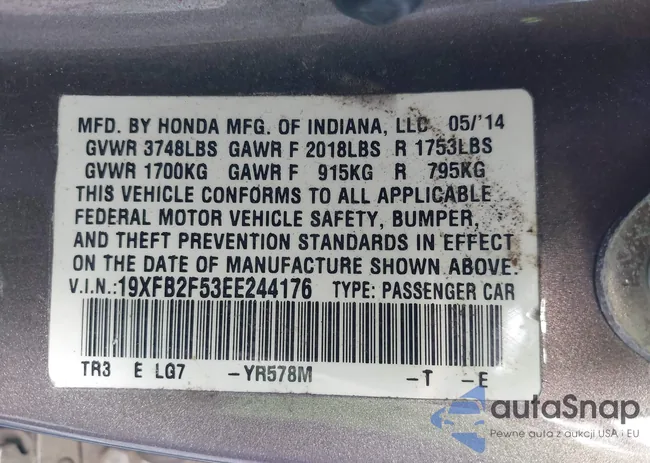 MFD. BY HONDA MFG. OF INDIANA, LLC 05/'14
GVWR 3748LBS GAWR F 2018LBS R 1753LBS
GVWR 1700KG GAWR F 915KG R 795KG
THIS VEHICLE CONFORMS TO ALL APPLICABLE
FEDERAL MOTOR VEHICLE SAFETY, BUMPER,
AND THEFT PREVENTION STANDARDS IN EFFECT
ON THE DATE OF MANUFACTURE SHOWN ABOVE.
V.I.N.:19XFB2F53EE244176 TYPE: PASSENGER CAR
TR3 E LG7 -YR578M -T -E
autaSnap
Pewne auta z aukcji USA i EU